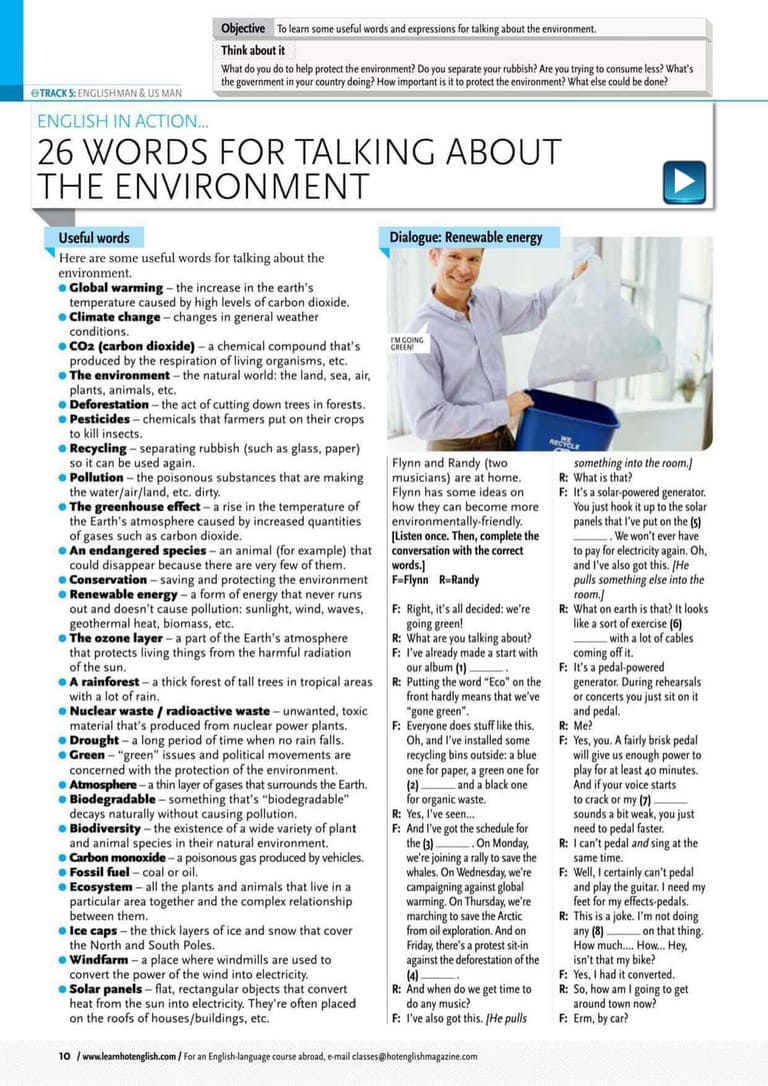 Objective To learn some useful words and expressions for talking about the environment.
Think about it
What do you do to help protect the environment? Do you separate your rubbish? Are you trying to consume less? What's
the government in your country doing? How important is it to protect the environment? What else could be done?
TRACK 5: ENGLISHMAN & US MAN
ENGLISH IN ACTION...
26 WORDS FOR TALKING ABOUT
THE ENVIRONMENT
Useful words
Here are some useful words for talking about the
environment.
● Global warming – the increase in the earth's
temperature caused by high levels of carbon dioxide.
● Climate change – changes in general weather
conditions.
● CO2 (carbon dioxide) – a chemical compound that's
produced by the respiration of living organisms, etc.
● The environment – the natural world: the land, sea, air,
plants, animals, etc.
● Deforestation – the act of cutting down trees in forests.
● Pesticides – chemicals that farmers put on their crops
to kill insects.
● Recycling – separating rubbish (such as glass, paper)
so it can be used again.
● Pollution – the poisonous substances that are making
the water/air/land, etc. dirty.
● The greenhouse effect – a rise in the temperature of
the Earth's atmosphere caused by increased quantities
of gases such as carbon dioxide.
● An endangered species – an animal (for example) that
could disappear because there are very few of them.
● Conservation – saving and protecting the environment
● Renewable energy – a form of energy that never runs
out and doesn't cause pollution: sunlight, wind, waves,
geothermal heat, biomass, etc.
● The ozone layer – a part of the Earth's atmosphere
that protects living things from the harmful radiation
of the sun.
● A rainforest – a thick forest of tall trees in tropical areas
with a lot of rain.
● Nuclear waste / radioactive waste – unwanted, toxic
material that's produced from nuclear power plants.
● Drought – a long period of time when no rain falls.
● Green – "green" issues and political movements are
concerned with the protection of the environment.
● Atmosphere – a thin layer of gases that surrounds the Earth.
● Biodegradable – something that's "biodegradable"
decays naturally without causing pollution.
● Biodiversity – the existence of a wide variety of plant
and animal species in their natural environment.
● Carbon monoxide – a poisonous gas produced by vehicles.
● Fossil fuel – coal or oil.
● Ecosystem – all the plants and animals that live in a
particular area together and the complex relationship
between them.
● Ice caps – the thick layers of ice and snow that cover
the North and South Poles.
● Windfarm – a place where windmills are used to
convert the power of the wind into electricity.
● Solar panels – flat, rectangular objects that convert
heat from the sun into electricity. They're often placed
on the roofs of houses/buildings, etc.
Dialogue: Renewable energy
I'M GOING
GREEN!
WE
RECYCLE
Flynn and Randy (two
musicians) are at home.
Flynn has some ideas on
how they can become more
environmentally-friendly.
[Listen once. Then, complete the
conversation with the correct
words.]
F=Flynn R=Randy
F: Right, it's all decided: we're
going green!
R: What are you talking about?
F: I've already made a start with
our album (1) ______ .
R: Putting the word "Eco" on the
front hardly means that we've
"gone green".
F: Everyone does stuff like this.
Oh, and I've installed some
recycling bins outside: a blue
one for paper, a green one for
(2) ______ and a black one
for organic waste.
R: Yes, I've seen...
F: And I've got the schedule for
the (3) ______ . On Monday,
we're joining a rally to save the
whales. On Wednesday, we're
campaigning against global
warming. On Thursday, we're
marching to save the Arctic
from oil exploration. And on
Friday, there's a protest sit-in
against the deforestation of the
(4) ______ .
R: And when do we get time to
do any music?
F: I've also got this. [He pulls
something into the room.]
R: What is that?
F: It's a solar-powered generator.
You just hook it up to the solar
panels that I've put on the (5)
______ . We won't ever have
to pay for electricity again. Oh,
and I've also got this. [He
pulls something else into the
room.]
R: What on earth is that? It looks
like a sort of exercise (6)
______ with a lot of cables
coming off it.
F: It's a pedal-powered
generator. During rehearsals
or concerts you just sit on it
and pedal.
R: Me?
F: Yes, you. A fairly brisk pedal
will give us enough power to
play for at least 40 minutes.
And if your voice starts
to crack or my (7) ______
sounds a bit weak, you just
need to pedal faster.
R: I can't pedal and sing at the
same time.
F: Well, I certainly can't pedal
and play the guitar. I need my
feet for my effects-pedals.
R: This is a joke. I'm not doing
any (8) ______ on that thing.
How much.... How... Hey,
isn't that my bike?
F: Yes, I had it converted.
R: So, how am I going to get
around town now?
F: Erm, by car?
10 / www.learnhotenglish.com / For an English-language course abroad, e-mail classes@hotenglishmagazine.com